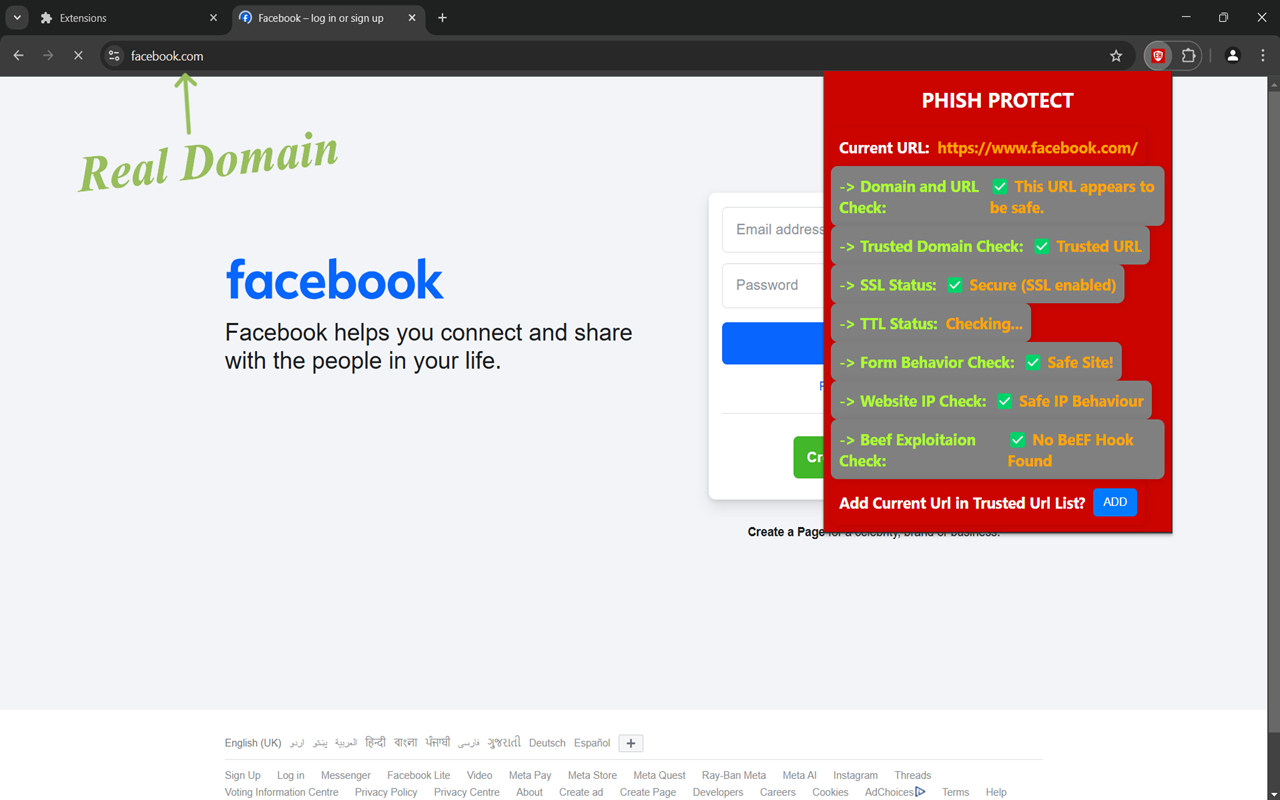 Extensions
Facebook – log in or sign up
facebook.com
Real Domain
PHISH PROTECT
Current URL: https://www.facebook.com/
-> Domain and URL Check: ✅ This URL appears to be safe.
-> Trusted Domain Check: ✅ Trusted URL
-> SSL Status: ✅ Secure (SSL enabled)
-> TTL Status: Checking...
-> Form Behavior Check: ✅ Safe Site!
-> Website IP Check: ✅ Safe IP Behaviour
-> Beef Exploitaion Check: ✅ No BeEF Hook Found
Add Current Url in Trusted Url List? ADD
facebook
Facebook helps you connect and share
with the people in your life.
Email address
Password
Create a Page for a celebrity, brand or business.
English (UK) اردو پښتو العربية हिन्दी বাংলা ਪੰਜਾਬੀ فارسی ગુજરાતી Deutsch Español +
Sign Up Log in Messenger Facebook Lite Video Meta Pay Meta Store Meta Quest Ray-Ban Meta Meta AI Instagram Threads
Voting Information Centre Privacy Policy Privacy Centre About Create ad Create Page Developers Careers Cookies AdChoices Terms Help